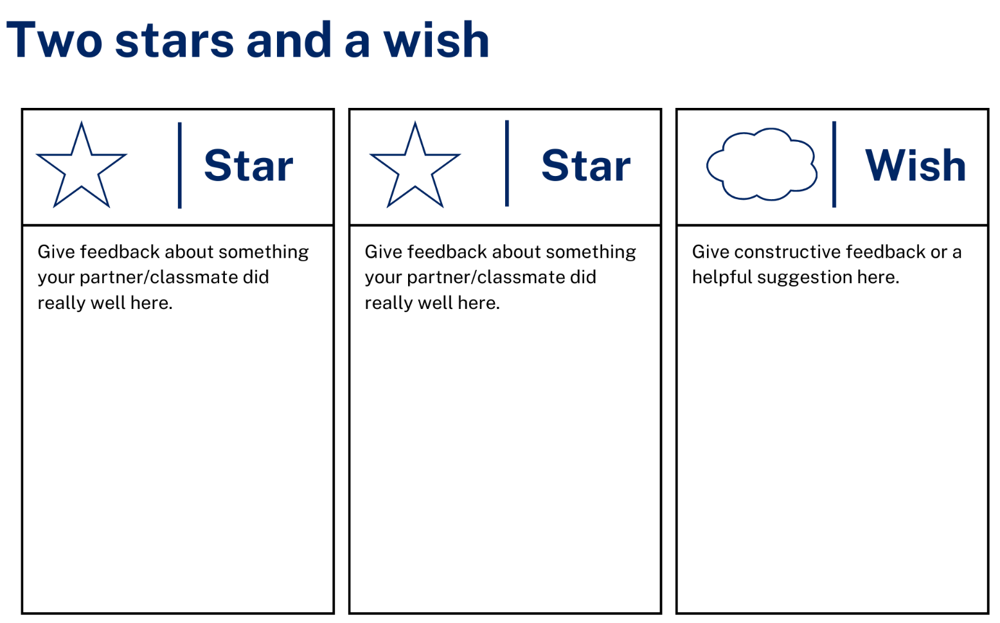 Two stars and a wish
Star
Give feedback about something
your partner/classmate did
really well here.
Star
Give feedback about something
your partner/classmate did
really well here.
Wish
Give constructive feedback or a
helpful suggestion here.